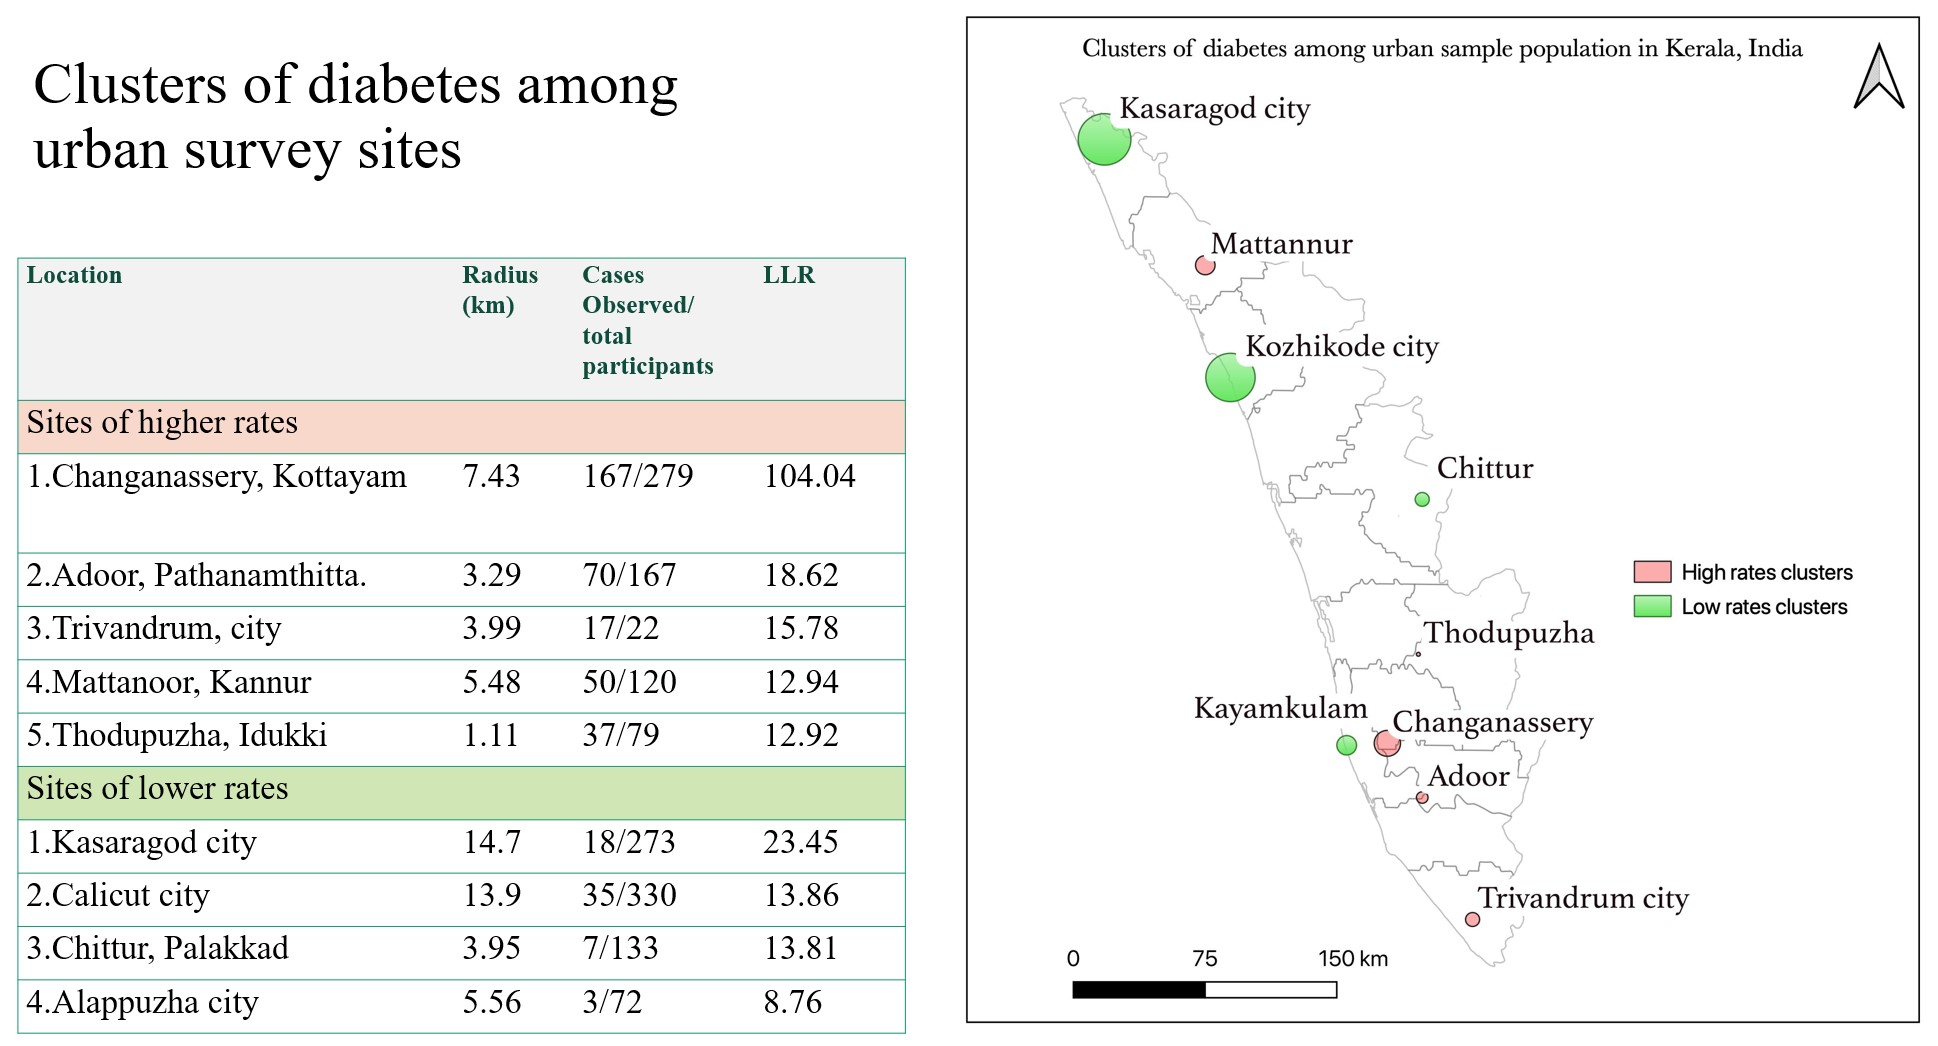 Clusters of diabetes among
urban survey sites
Location Radius (km) Cases Observed/ total participants LLR
Sites of higher rates
1.Changanassery, Kottayam 7.43 167/279 104.04
2.Adoor, Pathanamthitta. 3.29 70/167 18.62
3.Trivandrum, city 3.99 17/22 15.78
4.Mattanoor, Kannur 5.48 50/120 12.94
5.Thodupuzha, Idukki 1.11 37/79 12.92
Sites of lower rates
1.Kasaragod city 14.7 18/273 23.45
2.Calicut city 13.9 35/330 13.86
3.Chittur, Palakkad 3.95 7/133 13.81
4.Alappuzha city 5.56 3/72 8.76
Clusters of diabetes among urban sample population in Kerala, India
Kasaragod city
Mattannur
Kozhikode city
Chittur
High rates clusters
Low rates clusters
Thodupuzha
Kayamkulam
Changanassery
Adoor
Trivandrum city
0 75 150 km